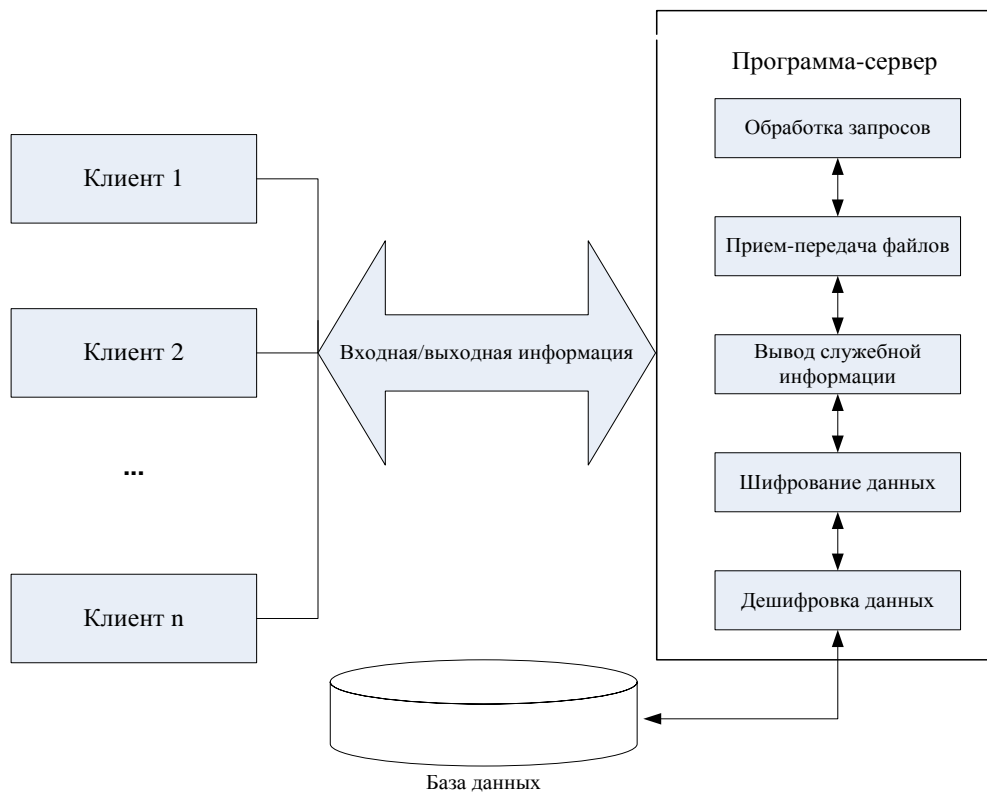 Программа-сервер
Обработка запросов
Прием-передача файлов
Вывод служебной
информации
Шифрование данных
Дешифровка данных
Клиент 1
Клиент 2
...
Клиент n
Входная/выходная информация
База данных